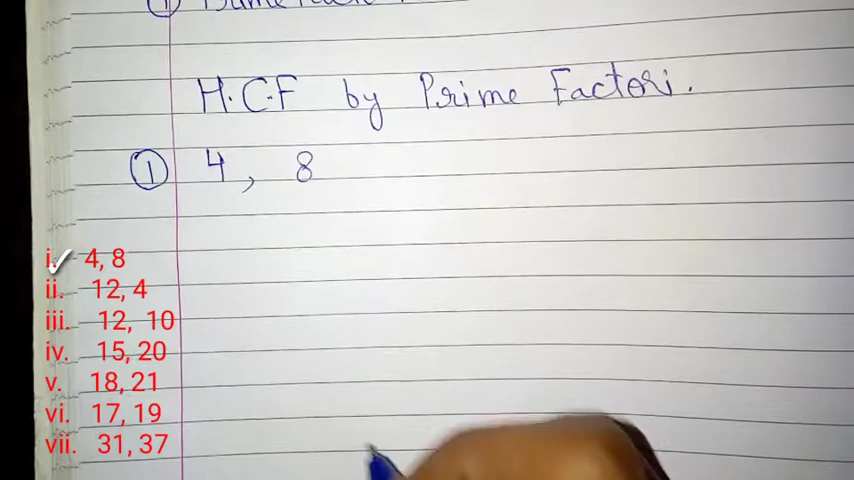 ①
H.C.F by Prime Factori.
① 4, 8
i. 4, 8
ii. 12, 4
iii. 12, 10
iv. 15, 20
v. 18, 21
vi. 17, 19
vii. 31, 37